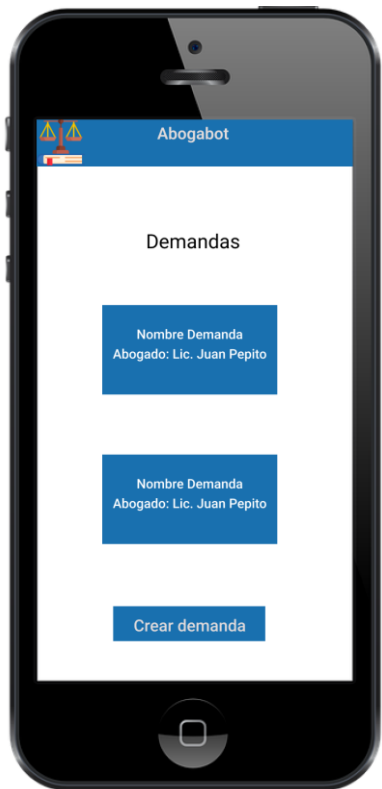 Abogabot
Demandas
Nombre Demanda
Abogado: Lic. Juan Pepito
Nombre Demanda
Abogado: Lic. Juan Pepito
Crear demanda